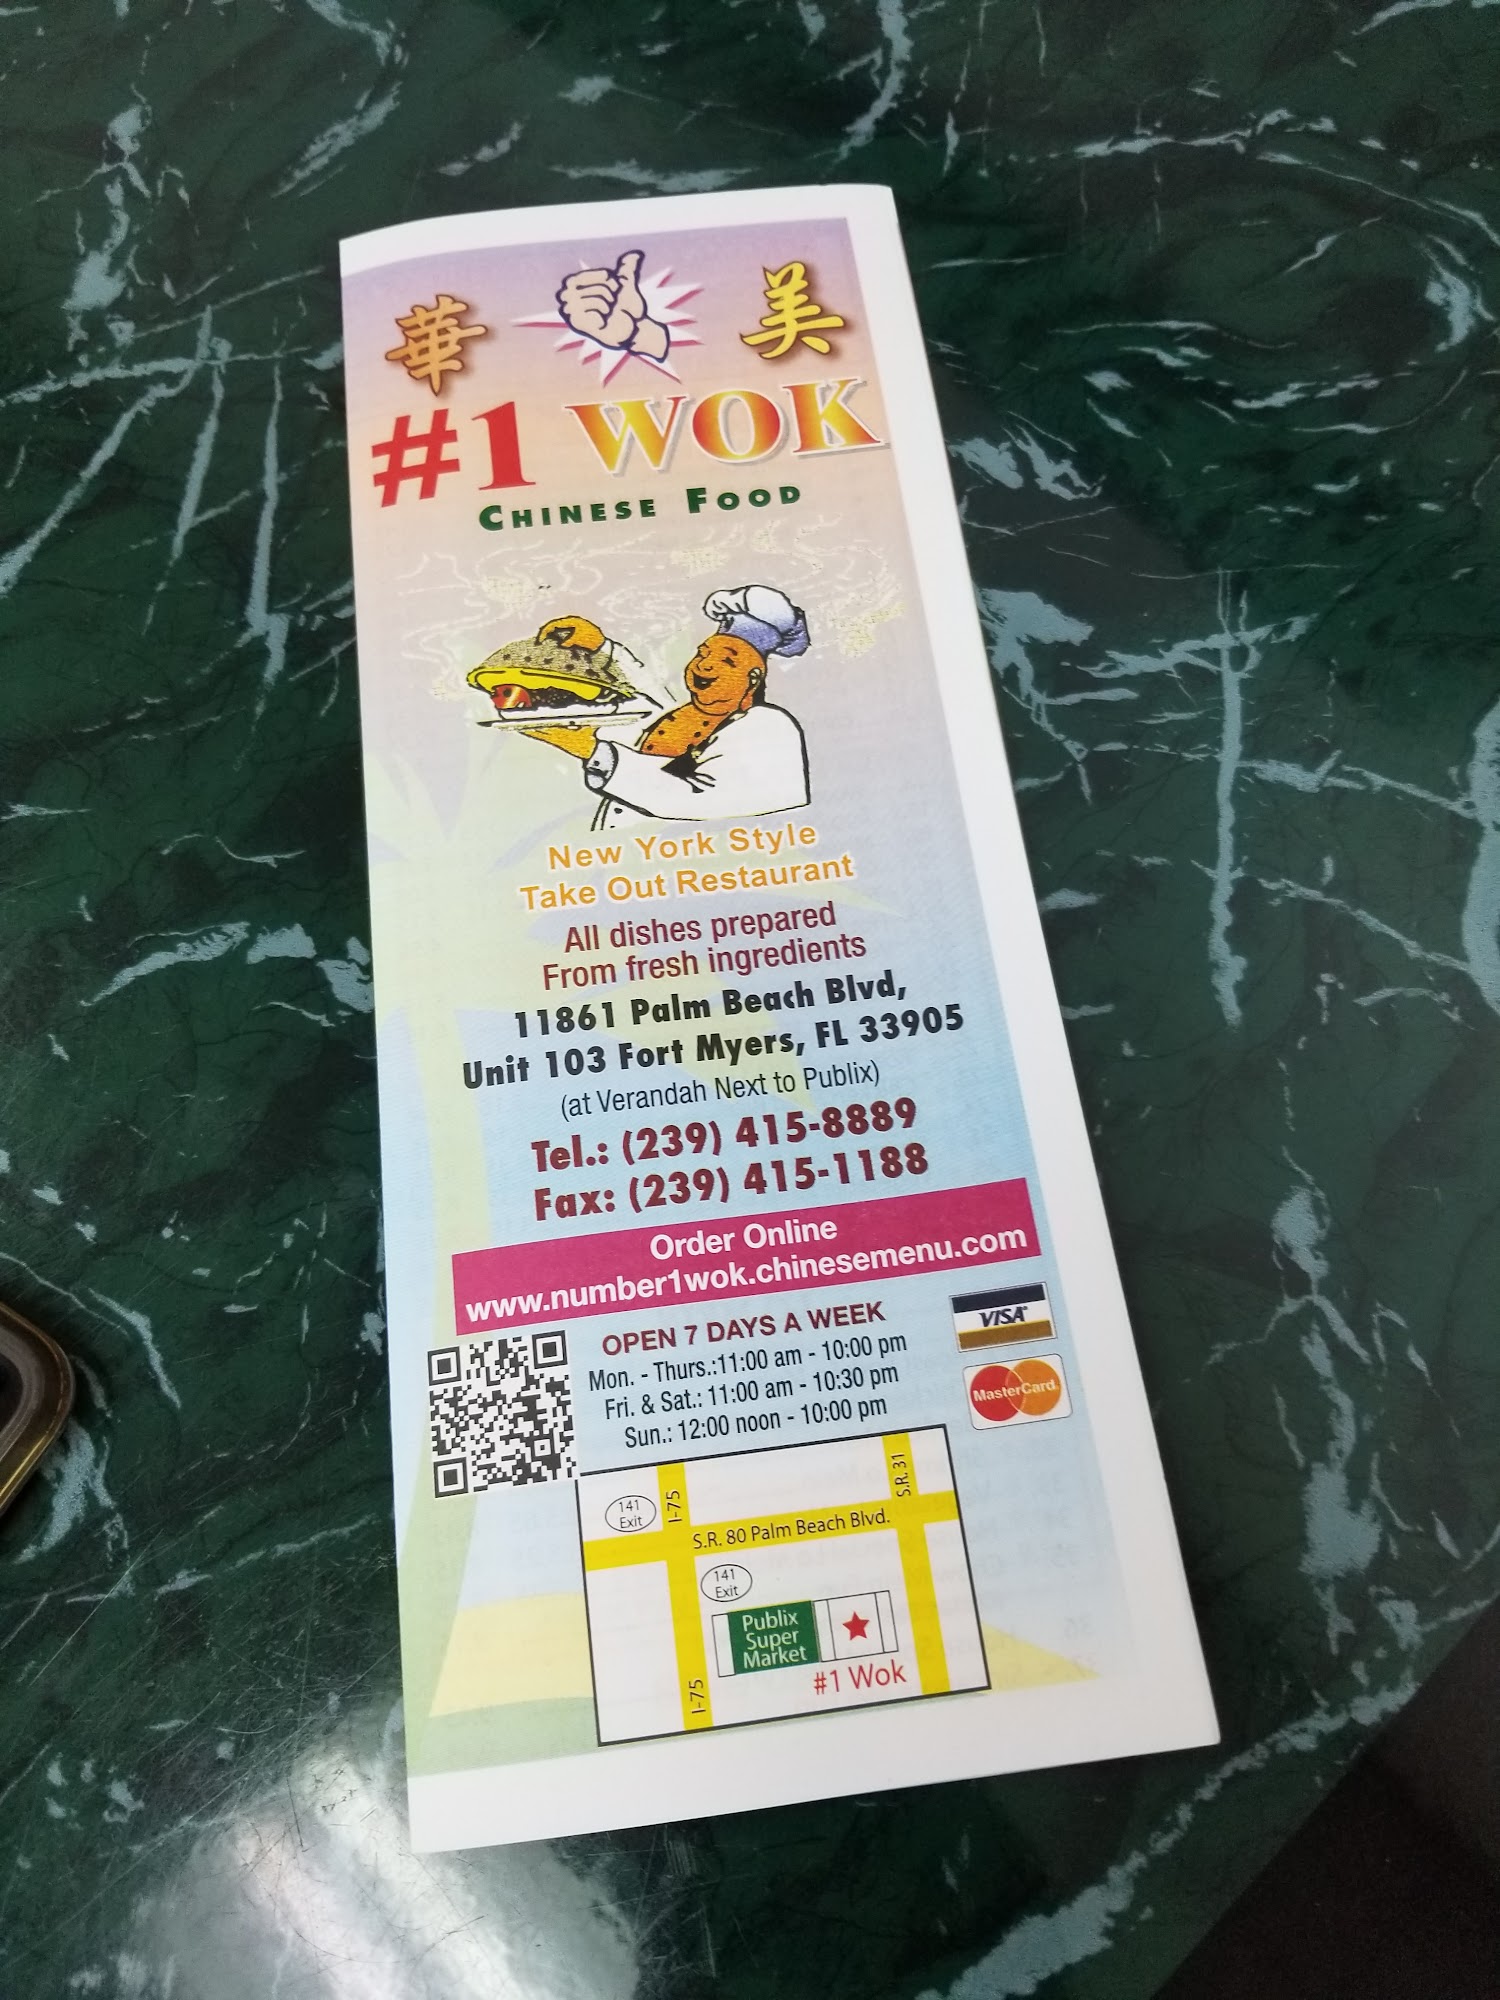 華 美
#1 WOK
CHINESE FOOD
New York Style
Take Out Restaurant
All dishes prepared
From fresh ingredients
11861 Palm Beach Blvd,
Unit 103 Fort Myers, FL 33905
(at Verandah Next to Publix)
Tel.: (239) 415-8889
Fax: (239) 415-1188
Order Online
www.number1wok.chinesemenu.com
OPEN 7 DAYS A WEEK
Mon. - Thurs.:11:00 am - 10:00 pm
Fri. & Sat.: 11:00 am - 10:30 pm
Sun.: 12:00 noon - 10:00 pm
VISA
MasterCard
141
Exit
I-75
S.R. 31
S.R. 80 Palm Beach Blvd.
141
Exit
Publix
Super
Market
#1 Wok
I-75